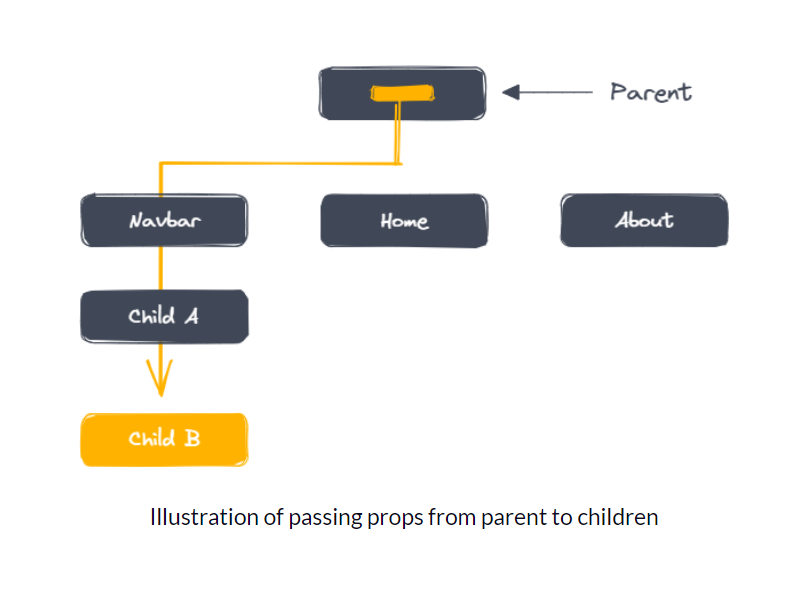 Parent
Navbar
Home
About
Child A
Child B
Illustration of passing props from parent to children